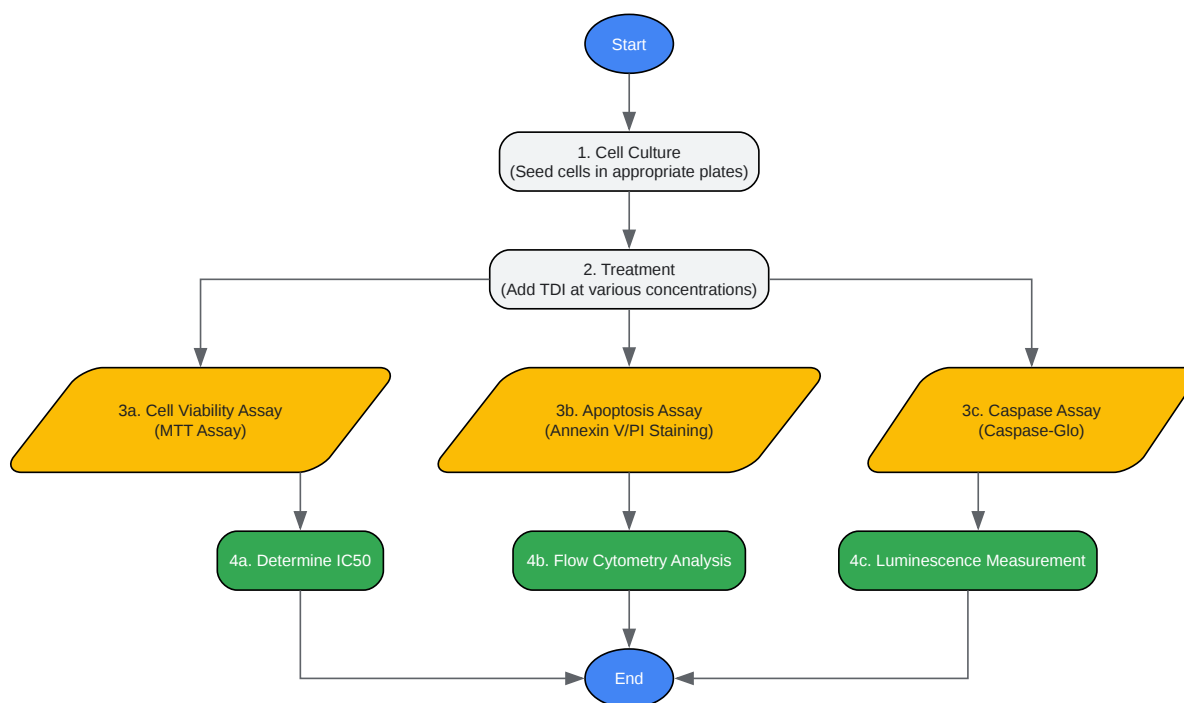 Start
1. Cell Culture
(Seed cells in appropriate plates)
2. Treatment
(Add TDI at various concentrations)
3a. Cell Viability Assay
(MTT Assay)
3b. Apoptosis Assay
(Annexin V/PI Staining)
3c. Caspase Assay
(Caspase-Glo)
4a. Determine IC50
4b. Flow Cytometry Analysis
4c. Luminescence Measurement
End